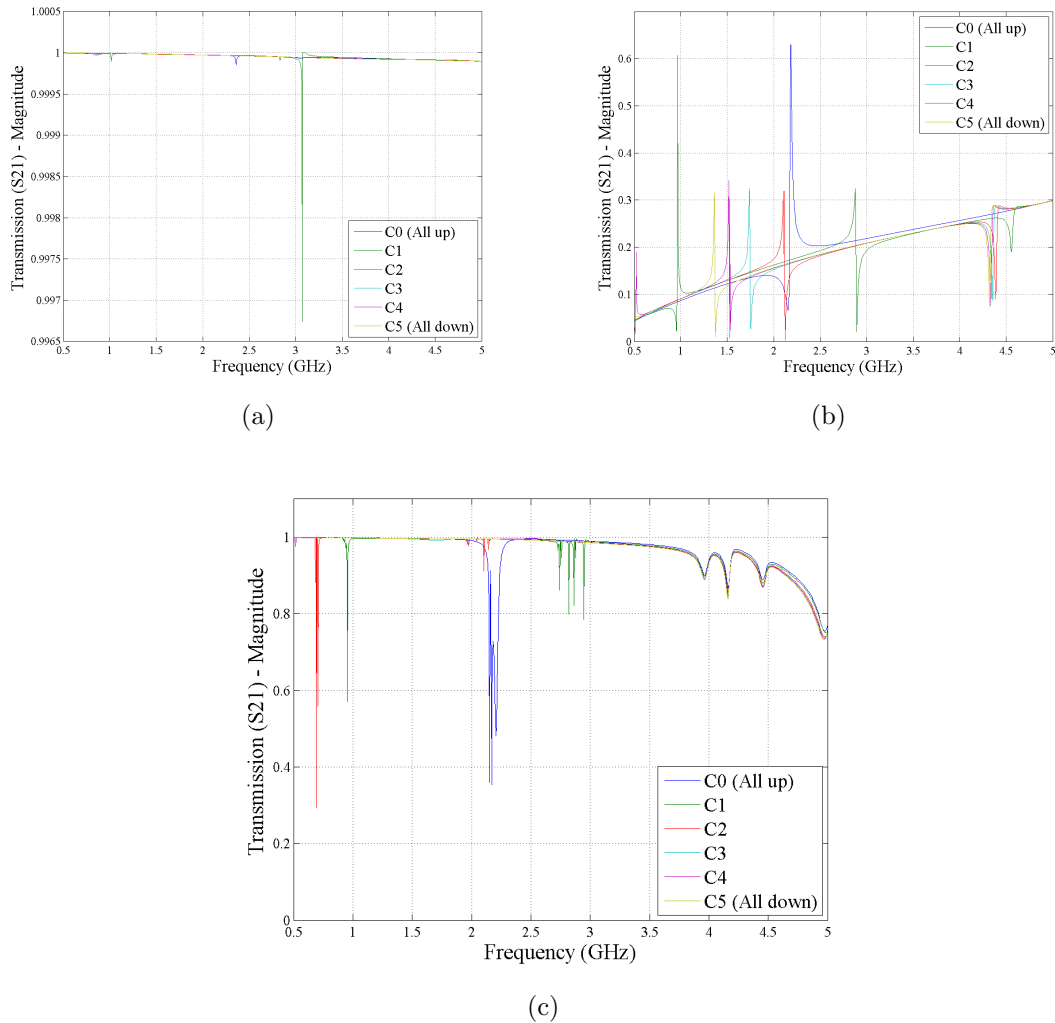 1.0005
1
0.9995
0.999
0.9985
0.998
0.9975
0.997
0.9965
Transmission (S21) - Magnitude
C0 (All up)
C1
C2
C3
C4
C5 (All down)
0.5 1 1.5 2 2.5 3 3.5 4 4.5 5
Frequency (GHz)
(a)
0.6
0.5
0.4
0.3
0.2
0.1
0
Transmission (S21) - Magnitude
C0 (All up)
C1
C2
C3
C4
C5 (All down)
0.5 1 1.5 2 2.5 3 3.5 4 4.5 5
Frequency (GHz)
(b)
1
0.8
0.6
0.4
0.2
0
Transmission (S21) - Magnitude
C0 (All up)
C1
C2
C3
C4
C5 (All down)
0.5 1 1.5 2 2.5 3 3.5 4 4.5 5
Frequency (GHz)
(c)